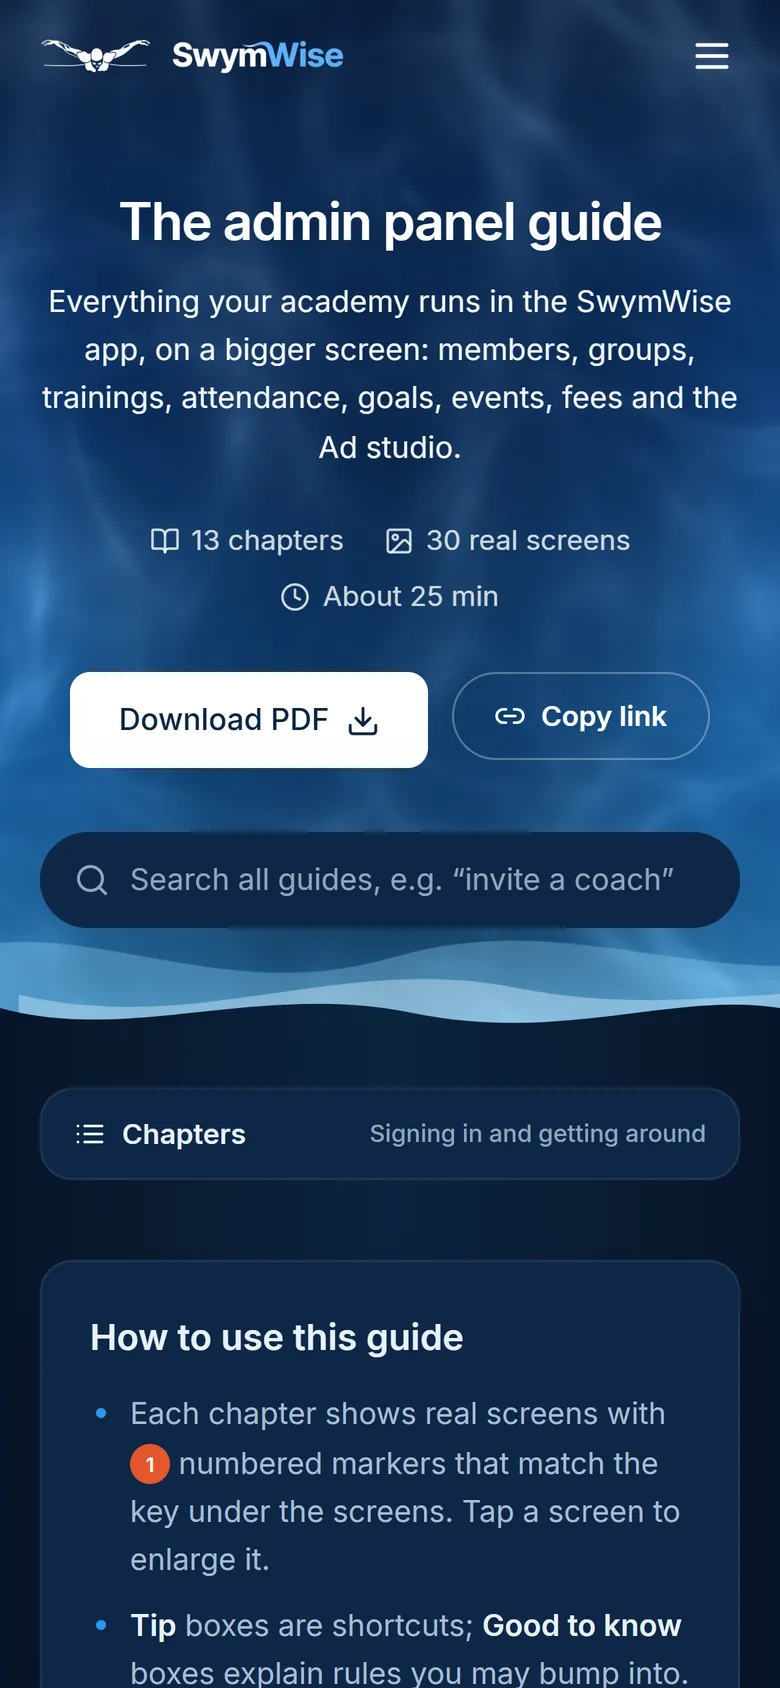 SwymWise
The admin panel guide
Everything your academy runs in the SwymWise
app, on a bigger screen: members, groups,
trainings, attendance, goals, events, fees and the
Ad studio.
13 chapters
30 real screens
About 25 min
Download PDF
Copy link
Search all guides, e.g. “invite a coach”
Chapters
Signing in and getting around
How to use this guide
Each chapter shows real screens with
1 numbered markers that match the
key under the screens. Tap a screen to
enlarge it.
Tip boxes are shortcuts; Good to know
boxes explain rules you may bump into.